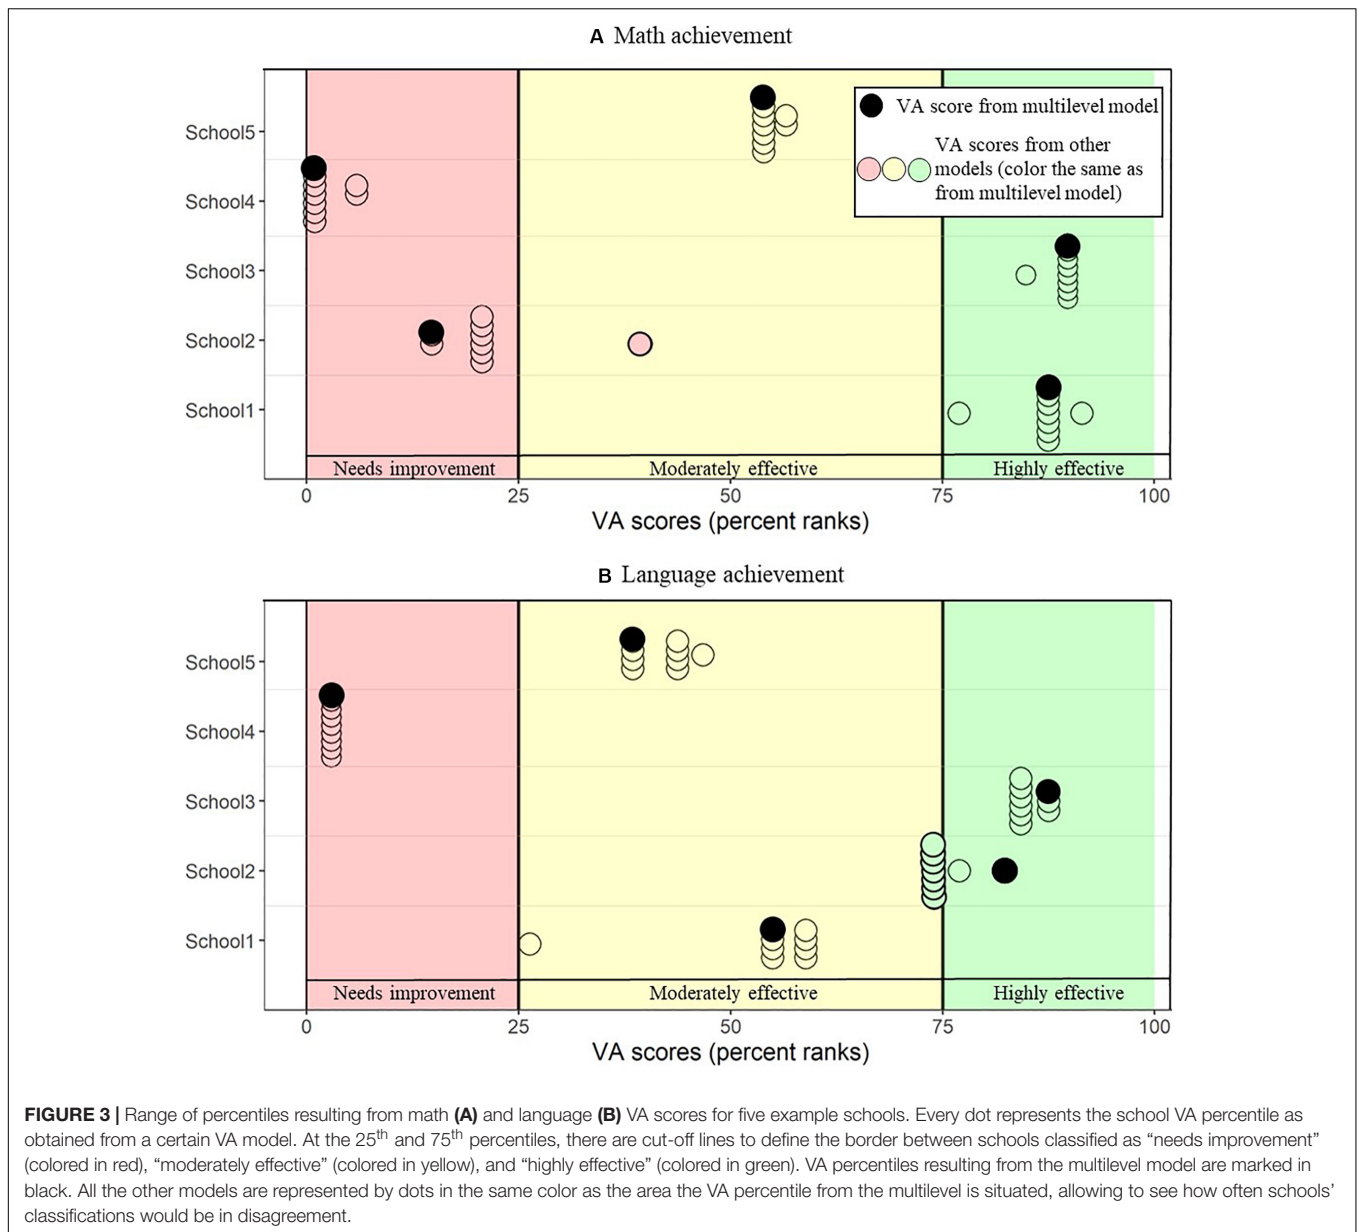 A Math achievement
VA score from multilevel model
VA scores from other
models (color the same as
from multilevel model)
School5
School4
School3
School2
School1
Needs improvement Moderately effective Highly effective
0 25 50 75 100
VA scores (percent ranks)
B Language achievement
School5
School4
School3
School2
School1
Needs improvement Moderately effective Highly effective
0 25 50 75 100
VA scores (percent ranks)
FIGURE 3 | Range of percentiles resulting from math (A) and language (B) VA scores for five example schools. Every dot represents the school VA percentile as
obtained from a certain VA model. At the 25th and 75th percentiles, there are cut-off lines to define the border between schools classified as “needs improvement”
(colored in red), “moderately effective” (colored in yellow), and “highly effective” (colored in green). VA percentiles resulting from the multilevel model are marked in
black. All the other models are represented by dots in the same color as the area the VA percentile from the multilevel is situated, allowing to see how often schools’
classifications would be in disagreement.